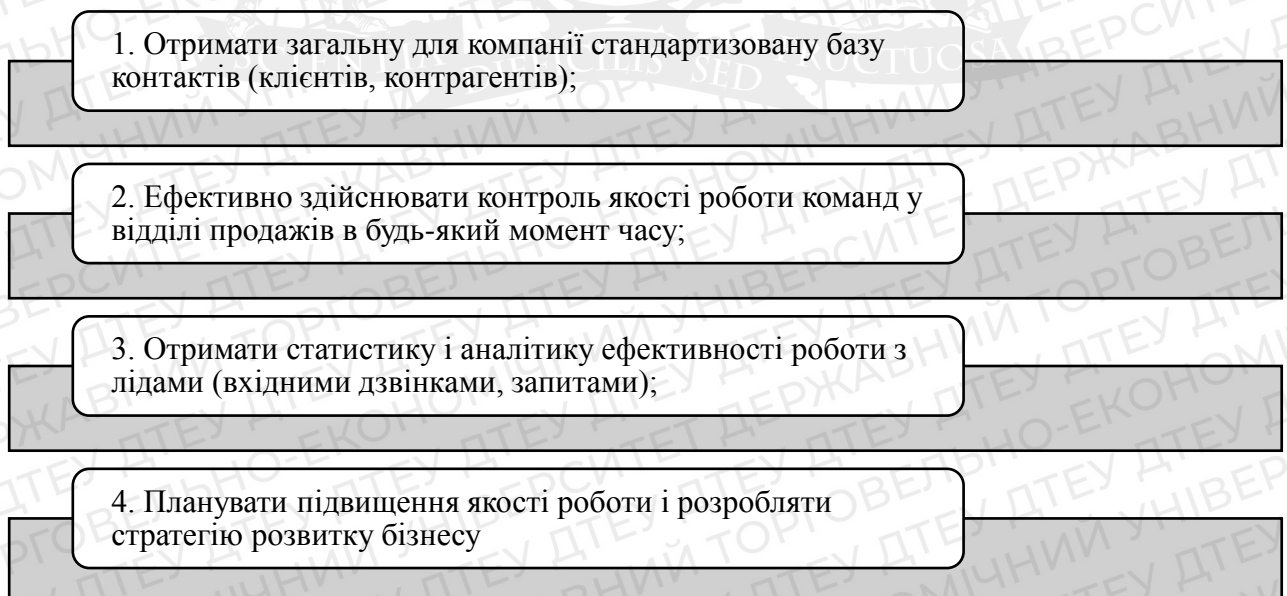 1. Отримати загальну для компанії стандартизовану базу
контактів (клієнтів, контрагентів);
2. Ефективно здійснювати контроль якості роботи команд у
відділі продажів в будь-який момент часу;
3. Отримати статистику і аналітику ефективності роботи з
лідами (вхідними дзвінками, запитами);
4. Планувати підвищення якості роботи і розробляти
стратегію розвитку бізнесу